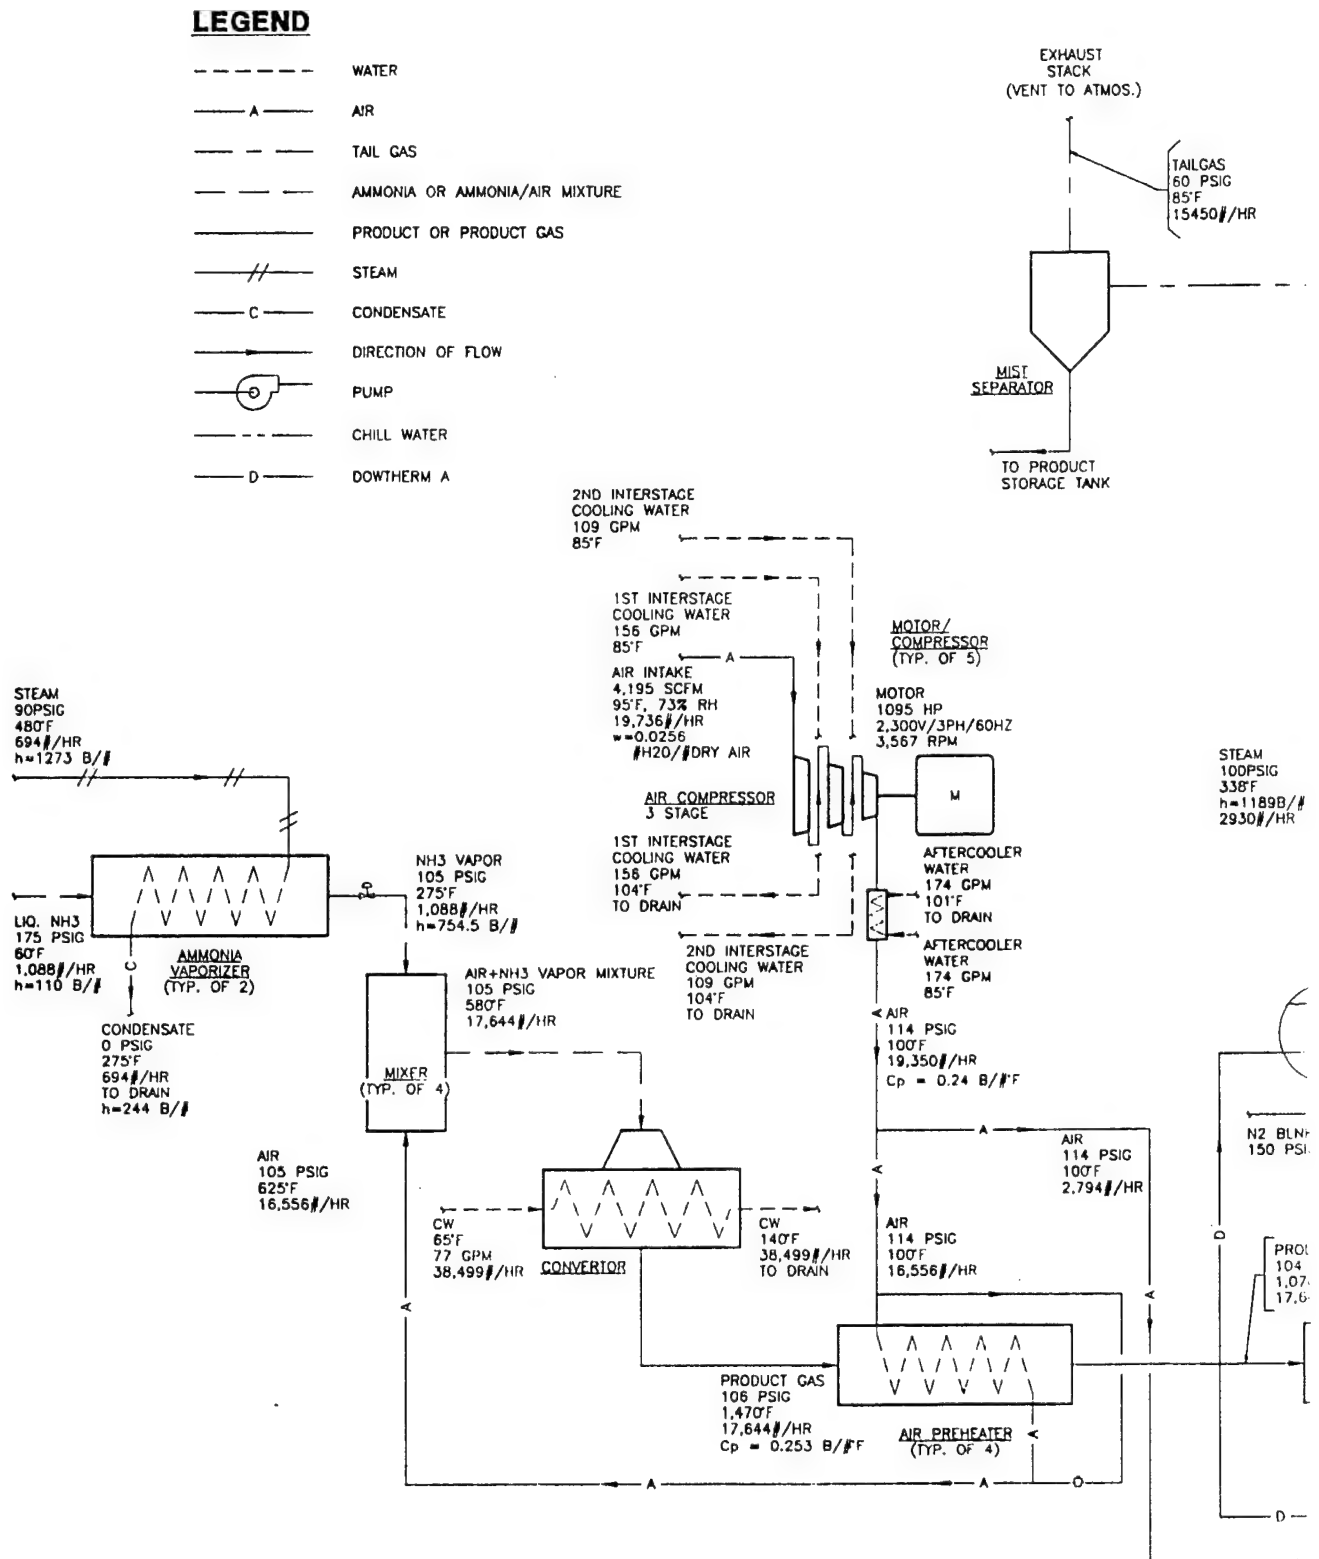 LEGEND
WATER
A
AIR
TAIL GAS
AMMONIA OR AMMONIA/AIR MIXTURE
PRODUCT OR PRODUCT GAS
STEAM
C
CONDENSATE
DIRECTION OF FLOW
PUMP
CHILL WATER
D
DOWTHERM A
EXHAUST
STACK
(VENT TO ATMOS.)
TAILGAS
60 PSIG
85°F
15450#/HR
MIST
SEPARATOR
TO PRODUCT
STORAGE TANK
2ND INTERSTAGE
COOLING WATER
109 GPM
85°F
1ST INTERSTAGE
COOLING WATER
156 GPM
85°F
A
AIR INTAKE
4,195 SCFM
95°F, 73% RH
19,736#/HR
w=0.0256
#H2O/#DRY AIR
MOTOR/
COMPRESSOR
(TYP. OF 5)
MOTOR
1095 HP
2,300V/3PH/60HZ
3,567 RPM
M
AIR COMPRESSOR
3 STAGE
1ST INTERSTAGE
COOLING WATER
156 GPM
104°F
TO DRAIN
2ND INTERSTAGE
COOLING WATER
109 GPM
104°F
TO DRAIN
AFTERCOOLER
WATER
174 GPM
101°F
TO DRAIN
AFTERCOOLER
WATER
174 GPM
85°F
STEAM
90PSIG
480°F
694#/HR
h=1273 B/#
LIQ. NH3
175 PSIG
60°F
1,088#/HR
h=110 B/#
AMMONIA
VAPORIZER
(TYP. OF 2)
C
CONDENSATE
0 PSIG
275°F
694#/HR
TO DRAIN
h=244 B/#
NH3 VAPOR
105 PSIG
275°F
1,088#/HR
h=754.5 B/#
AIR+NH3 VAPOR MIXTURE
105 PSIG
580°F
17,644#/HR
MIXER
(TYP. OF 4)
AIR
105 PSIG
625°F
16,556#/HR
A
CW
65°F
77 GPM
38,499#/HR
CONVERTOR
CW
140°F
38,499#/HR
TO DRAIN
A
AIR
114 PSIG
100°F
19,350#/HR
Cp = 0.24 B/#°F
A
AIR
114 PSIG
100°F
2,794#/HR
A
AIR
114 PSIG
100°F
16,556#/HR
A
PRODUCT GAS
106 PSIG
1,470°F
17,644#/HR
Cp = 0.253 B/#°F
AIR PREHEATER
(TYP. OF 4)
A
A
A
O
STEAM
100PSIG
338°F
h=1189B/#
2930#/HR
N2
150 PSI
D
104
D